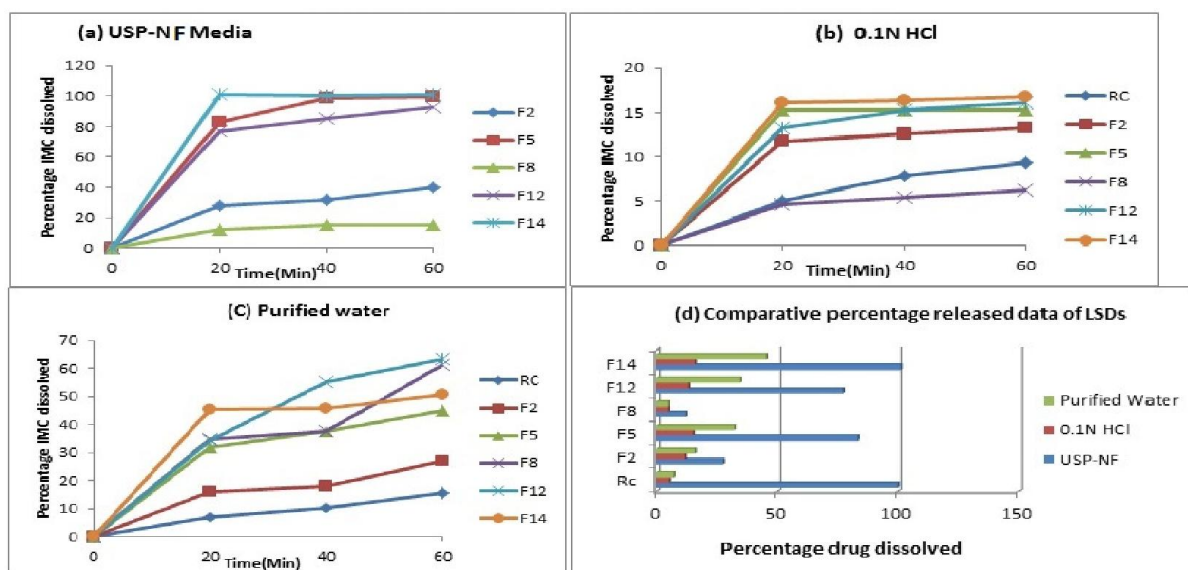 (a) USP-NF Media
Percentage IMC dissolved
120
100
80
60
40
20
0
0 20 40 60
Time(Min)
F2
F5
F8
F12
F14
(b) 0.1N HCl
Percentage IMC dissolved
20
15
10
5
0
0 20 40 60
Time(Min)
RC
F2
F5
F8
F12
F14
(C) Purified water
Percentage IMC dissolved
70
60
50
40
30
20
10
0
0 20 40 60
Time(Min)
RC
F2
F5
F8
F12
F14
(d) Comparative percentage released data of LSDs
F14
F12
F8
F5
F2
Rc
0 50 100 150
Percentage drug dissolved
Purified Water
0.1N HCl
USP-NF